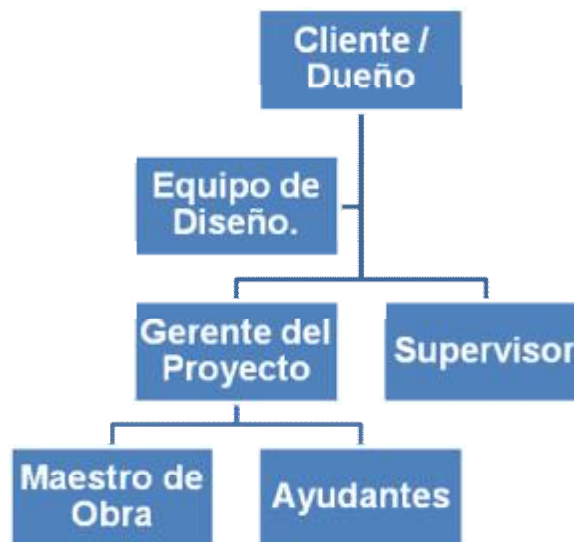 Cliente /
Dueño
Equipo de
Diseño.
Gerente del
Proyecto
Supervisor
Maestro de
Obra
Ayudantes